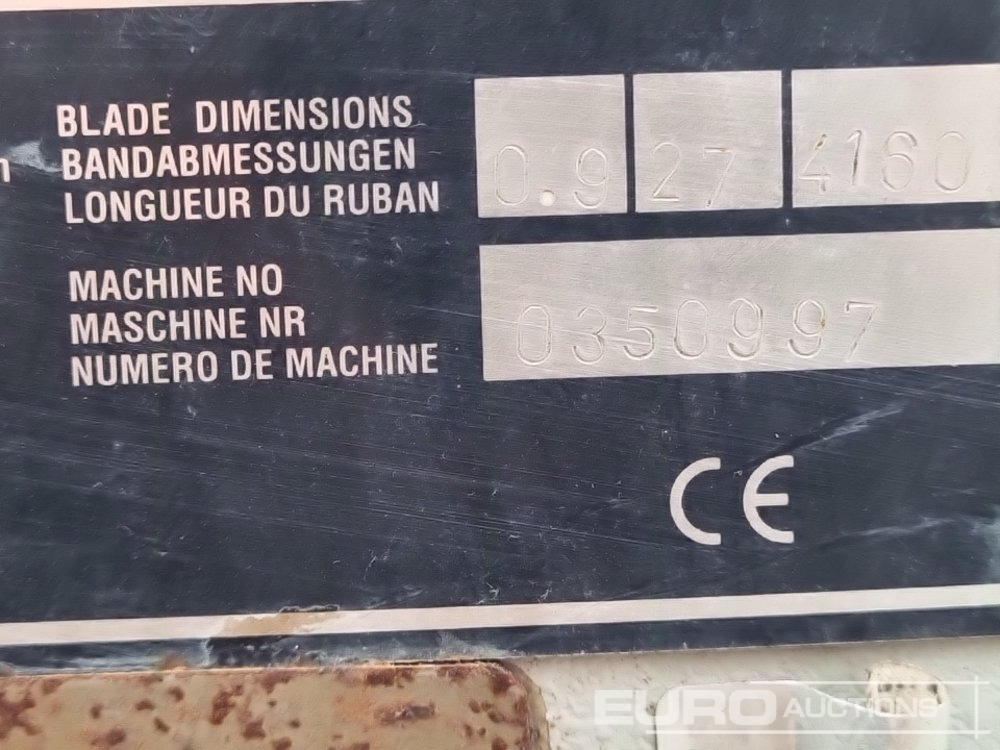 BLADE DIMENSIONS
BANDABMESSUNGEN
LONGUEUR DU RUBAN
0.9 27 4160
MACHINE NO
MASCHINE NR
NUMERO DE MACHINE
0350997
CE
EURO AUCTIONS